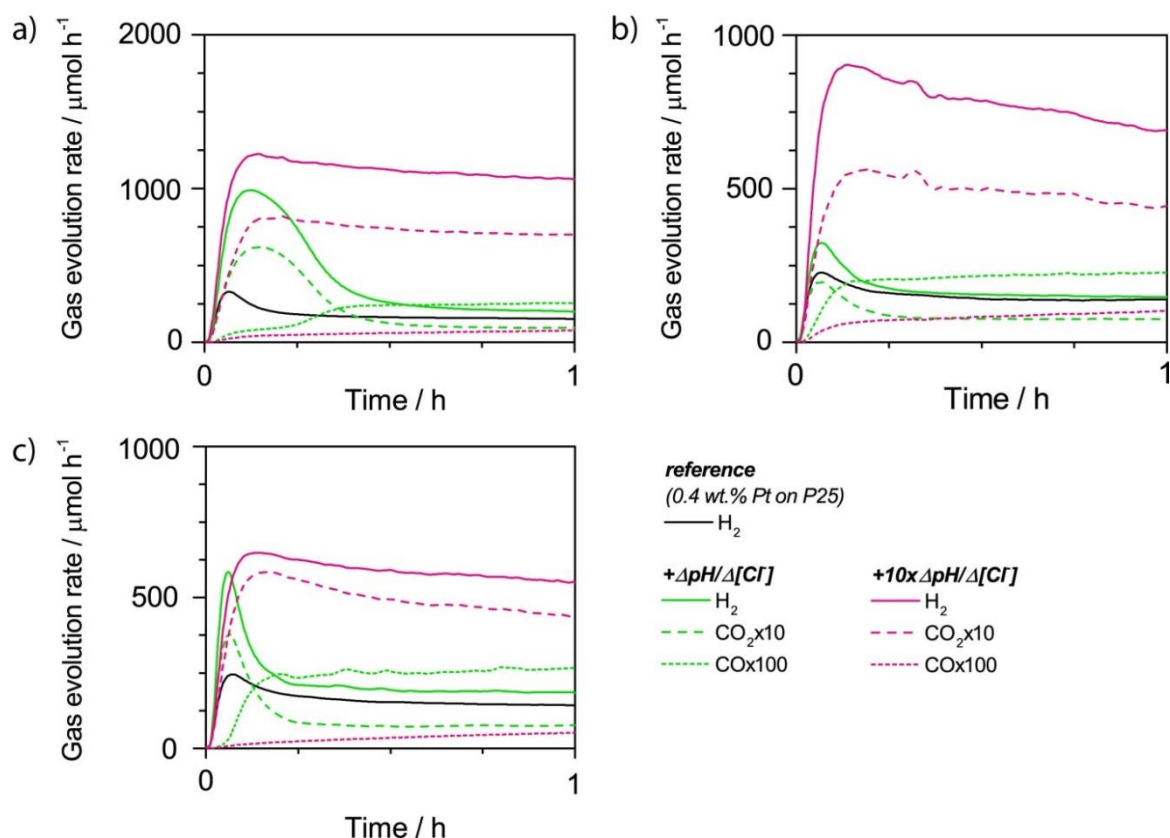 a)
Gas evolution rate / μmol h⁻¹
2000
1000
0
0
1
Time / h
b)
Gas evolution rate / μmol h⁻¹
1000
500
0
0
1
Time / h
c)
Gas evolution rate / μmol h⁻¹
1000
500
0
0
1
Time / h
reference
(0.4 wt.% Pt on P25)
H₂
+ΔpH/Δ[Cl⁻]
H₂
CO₂x10
COx100
+10xΔpH/Δ[Cl⁻]
H₂
CO₂x10
COx100